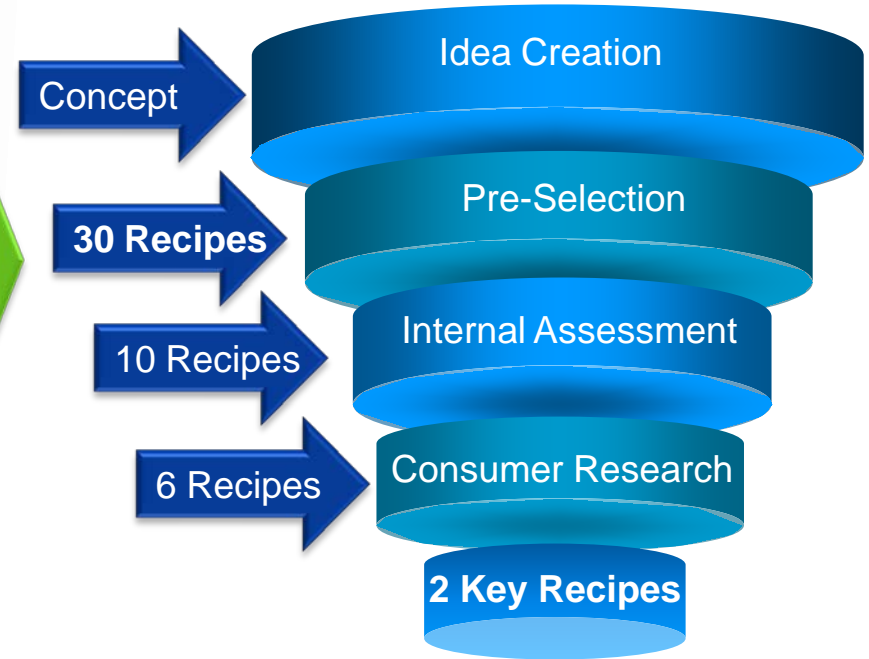 Idea Creation
Concept
Pre-Selection
30 Recipes
Internal Assessment
10 Recipes
Consumer Research
6 Recipes
2 Key Recipes